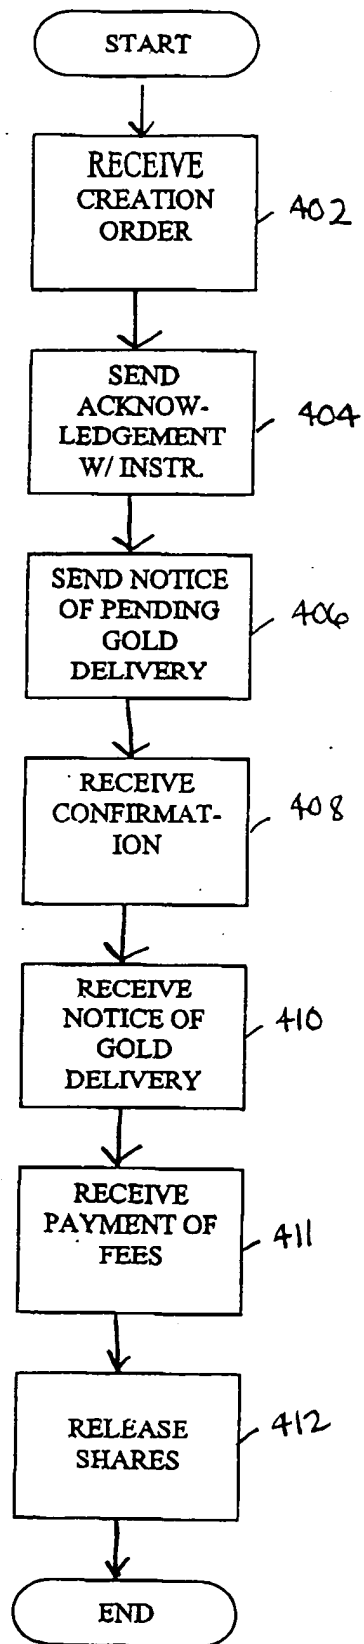 START
RECEIVE
CREATION
ORDER
402
SEND
ACKNOW-
LEDGEMENT
W/ INSTR.
404
SEND NOTICE
OF PENDING
GOLD
DELIVERY
406
RECEIVE
CONFIRMAT-
ION
408
RECEIVE
NOTICE OF
GOLD
DELIVERY
410
RECEIVE
PAYMENT OF
FEES
411
RELEASE
SHARES
412
END